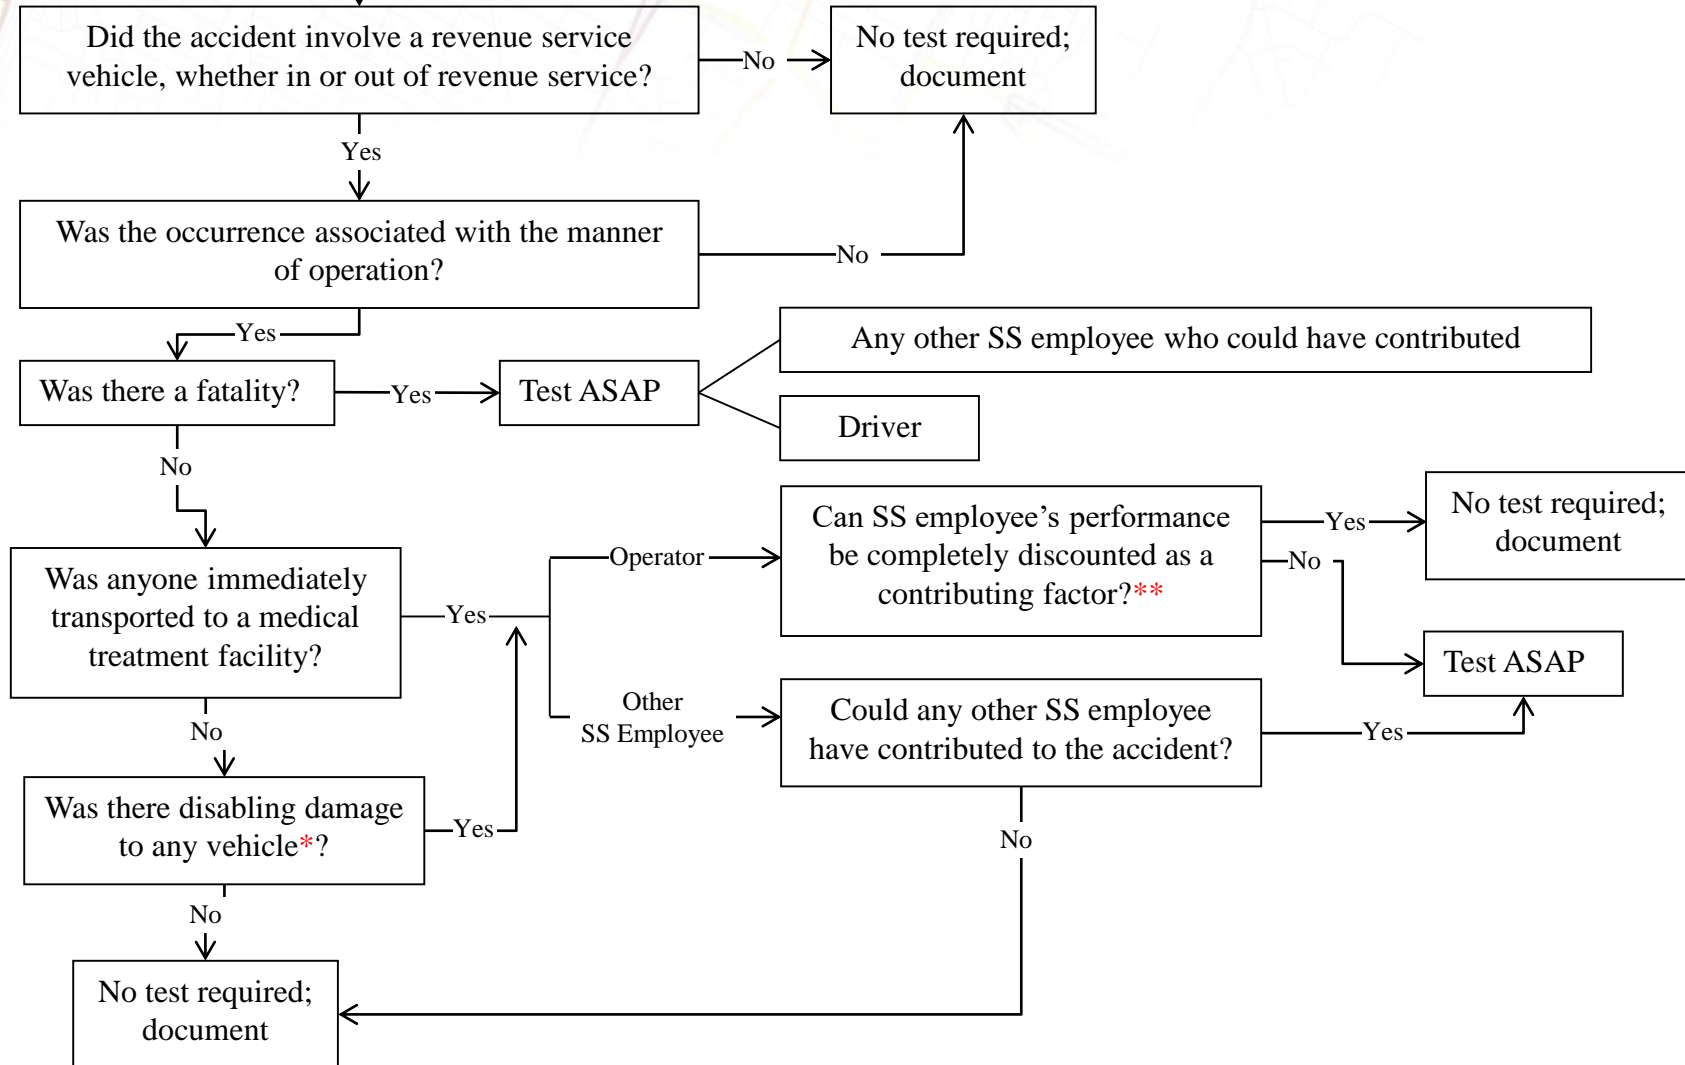 Did the accident involve a revenue service
vehicle, whether in or out of revenue service?
No
No test required;
document
Yes
Was the occurrence associated with the manner
of operation?
No
Yes
Any other SS employee who could have contributed
Was there a fatality?
Yes
Test ASAP
Driver
No
Was anyone immediately
transported to a medical
treatment facility?
Yes
Operator
Can SS employee’s performance
be completely discounted as a
contributing factor?**
Yes
No test required;
document
No
Test ASAP
Other
SS Employee
Could any other SS employee
have contributed to the accident?
Yes
No
Was there disabling damage
to any vehicle*?
Yes
No
No
No test required;
document